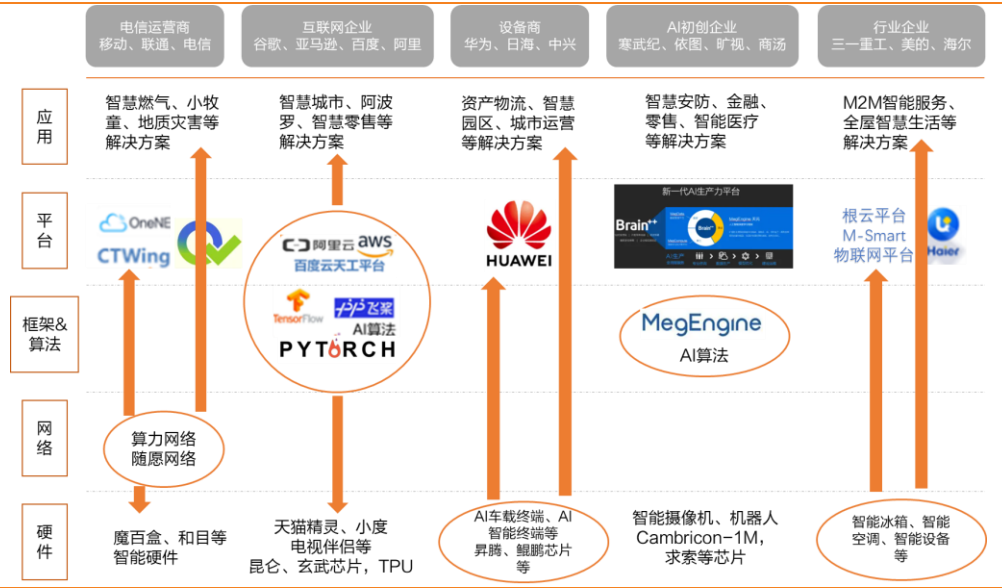 电信运营商
移动、联通、电信
互联网企业
谷歌、亚马逊、百度、阿里
设备商
华为、日海、中兴
AI初创企业
寒武纪、依图、旷视、商汤
行业企业
三一重工、美的、海尔
应用
智慧燃气、小牧
童、地质灾害等
解决方案
智慧城市、阿波
罗、智慧零售等
解决方案
资产物流、智慧
园区、城市运营
等解决方案
智慧安防、金融、
零售、智能医疗
等解决方案
M2M智能服务、
全屋智慧生活等
解决方案
平台
OneNE
CTWing
阿里云 aws
百度云天工平台
HUAWEI
新一代AI生产力平台
Brain++
MegEngine
Brain++
AI生产
根云平台
M-Smart
物联网平台
Haier
框架&
算法
TensorFlow
飞桨
AI算法
PYTORCH
MegEngine
AI算法
网络
算力网络
随愿网络
硬件
魔百盒、和目等
智能硬件
天猫精灵、小度
电视伴侣等
昆仑、玄武芯片，TPU
AI车载终端、AI
智能终端等
昇腾、鲲鹏芯片
等
智能摄像机、机器人
Cambricon-1M，
求索等芯片
智能冰箱、智能
空调、智能设备
等